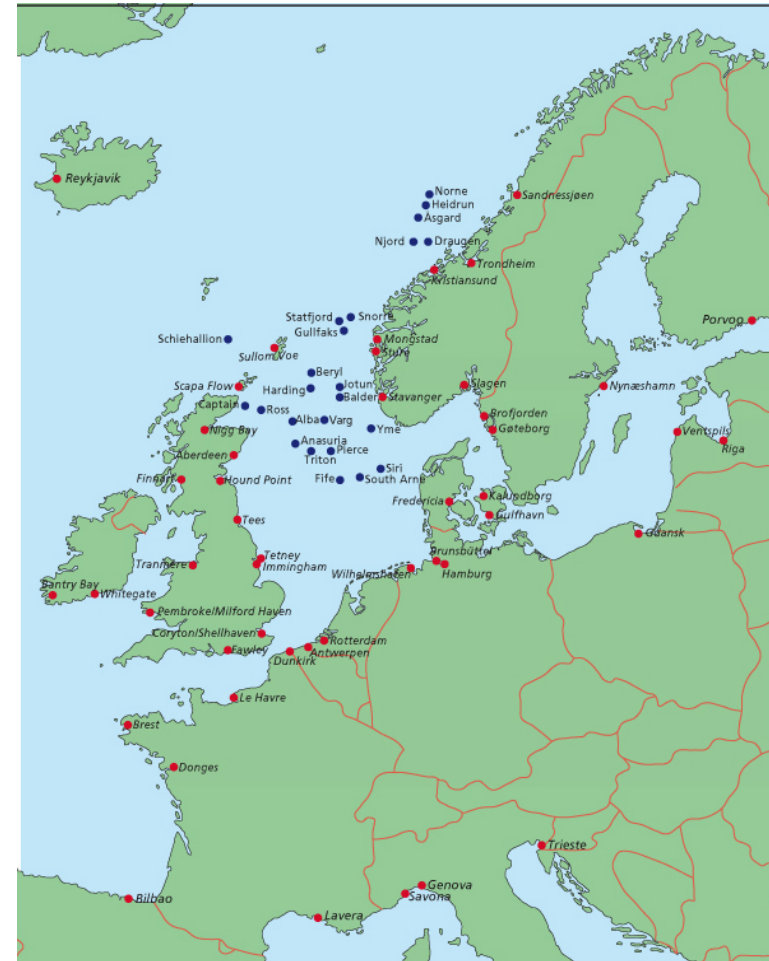 Reykjavik
Norne
Heidrun
Åsgard
Sandnessjøen
Njord
Draugen
Trondheim
Kristiansund
Statfjord
Snorre
Gullfaks
Porvoo
Schiehallion
Mongstad
Sullom Voe
Sture
Beryl
Scapa Flow
Harding
Jotun
Slagen
Nynæshamn
Balder
Stavanger
Captain
Ross
Brofjorden
Alba
Varg
Nigg Bay
Yme
Gøteborg
Ventspils
Anasuria
Riga
Aberdeen
Pierce
Triton
Siri
Finnart
Hound Point
Fife
South Arne
Kalundborg
Fredericia
Gulfhavn
Tees
Gdansk
Tetney
Brunsbüttel
Tranmere
Immingham
Wilhelmshafen
Hamburg
Bantry Bay
Whitegate
Pembroke/Milford Haven
Coryton/Shellhaven
Rotterdam
Fawley
Antwerpen
Dunkirk
Le Havre
Brest
Donges
Trieste
Genova
Savona
Bilbao
Lavera